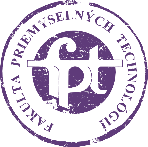 FAKULTA PRIEMYSELNÝCH TECHNOLÓGIÍ
fpt